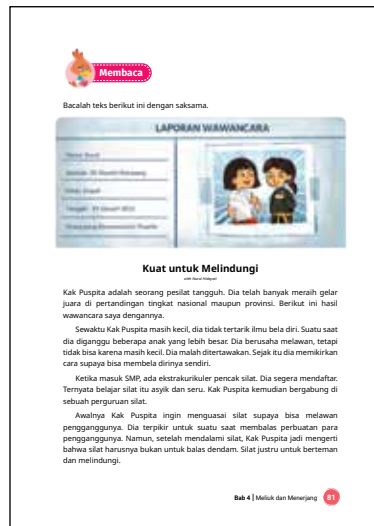 Membaca
Bacalah teks berikut ini dengan saksama.
LAPORAN WAWANCARA
Kuat untuk Melindungi
Kak Puspita adalah seorang pesilat tangguh. Dia telah banyak meraih gelar
juara di pertandingan tingkat nasional maupun provinsi. Berikut ini hasil
wawancara saya dengannya.
Sewaktu Kak Puspita masih kecil, dia tidak tertarik ilmu bela diri. Suatu saat
dia diganggu beberapa anak yang lebih besar. Dia berusaha melawan, tetapi
tidak bisa karena masih kecil. Dia malah ditertawakan. Sejak itu dia memikirkan
cara supaya bisa membela dirinya sendiri.
Ketika masuk SMP, ada ekstrakurikuler pencak silat. Dia segera mendaftar.
Ternyata belajar silat itu asyik dan seru. Kak Puspita kemudian bergabung di
sebuah perguruan silat.
Awalnya Kak Puspita ingin menguasai silat supaya bisa melawan
pengganggunya. Dia terpikir untuk suatu saat membalas perbuatan para
pengganggunya. Namun, setelah mendalami silat, Kak Puspita jadi mengerti
bahwa silat harusnya bukan untuk balas dendam. Silat justru untuk berteman
dan melindungi.
Bab 4 | Meliuk dan Menerjang 81